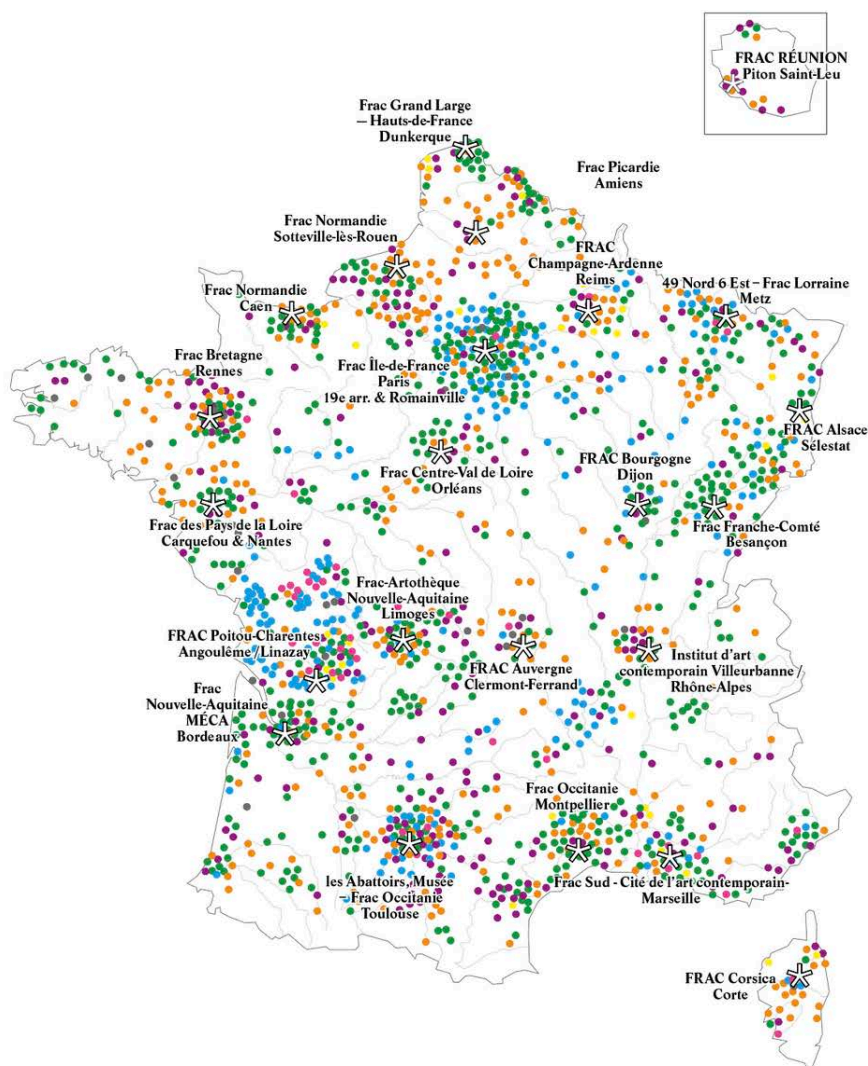 FRAC RÉUNION
Piton Saint-Leu
Frac Grand Large
— Hauts-de-France
Dunkerque
Frac Picardie
Amiens
Frac Normandie
Sotteville-lès-Rouen
FRAC
Champagne-Ardenne
Reims
49 Nord 6 Est – Frac Lorraine
Metz
Frac Normandie
Caen
Frac Bretagne
Rennes
Frac Île-de-France
Paris
19e arr. & Romainville
FRAC Alsace
Sélestat
Frac Centre-Val de Loire
Orléans
FRAC Bourgogne
Dijon
Frac des Pays de la Loire
Carquefou & Nantes
Frac Franche-Comté
Besançon
Frac-Artothèque
Nouvelle-Aquitaine
Limoges
FRAC Poitou-Charentes
Angoulême /Linazay
FRAC Auvergne
Clermont-Ferrand
Institut d'art
contemporain Villeurbanne /
Rhône-Alpes
Frac
Nouvelle-Aquitaine
MÉCA
Bordeaux
Frac Occitanie
Montpellier
les Abattoirs, Musée
– Frac Occitanie
Toulouse
Frac Sud - Cité de l'art contemporain-
Marseille
FRAC Corsica
Corte